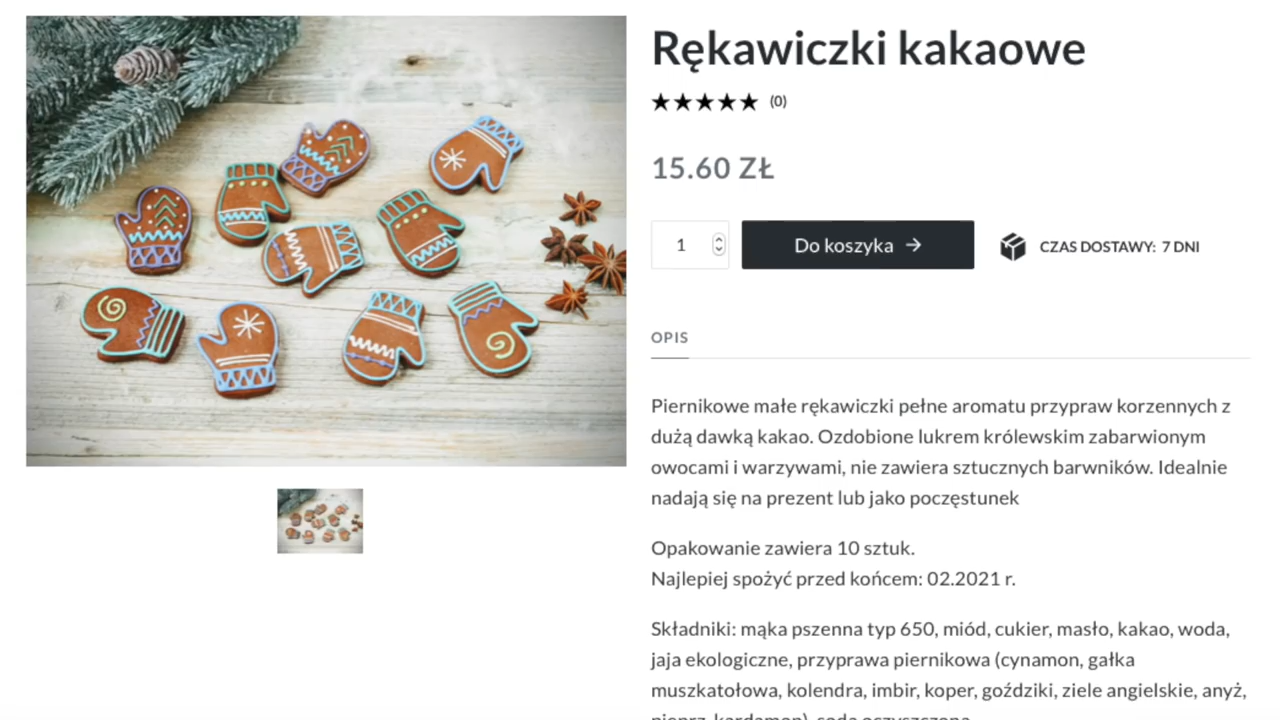 Rękawiczki kakaowe
★★★★★ (0)
15.60 ZŁ
1
Do koszyka →
CZAS DOSTAWY: 7 DNI
OPIS
Piernikowe małe rękawiczki pełne aromatu przypraw korzennych z
dużą dawką kakao. Ozdobione lukrem królewskim zabarwionym
owocami i warzywami, nie zawiera sztucznych barwników. Idealnie
nadają się na prezent lub jako poczęstunek
Opakowanie zawiera 10 sztuk.
Najlepiej spożyć przed końcem: 02.2021 r.
Składniki: mąka pszenna typ 650, miód, cukier, masło, kakao, woda,
jaja ekologiczne, przyprawa piernikowa (cynamon, gałka
muszkatołowa, kolendra, imbir, koper, goździki, ziele angielskie, anyż,
pieprz, kardamon), soda oczyszczona